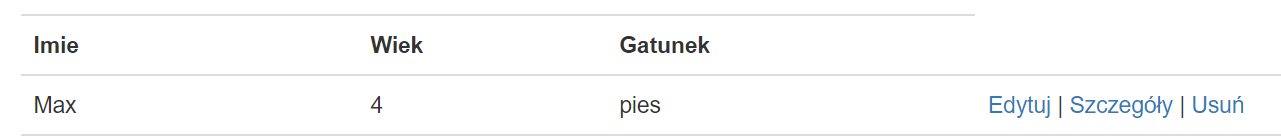 Imie Wiek Gatunek
Max 4 pies Edytuj | Szczegóły | Usuń